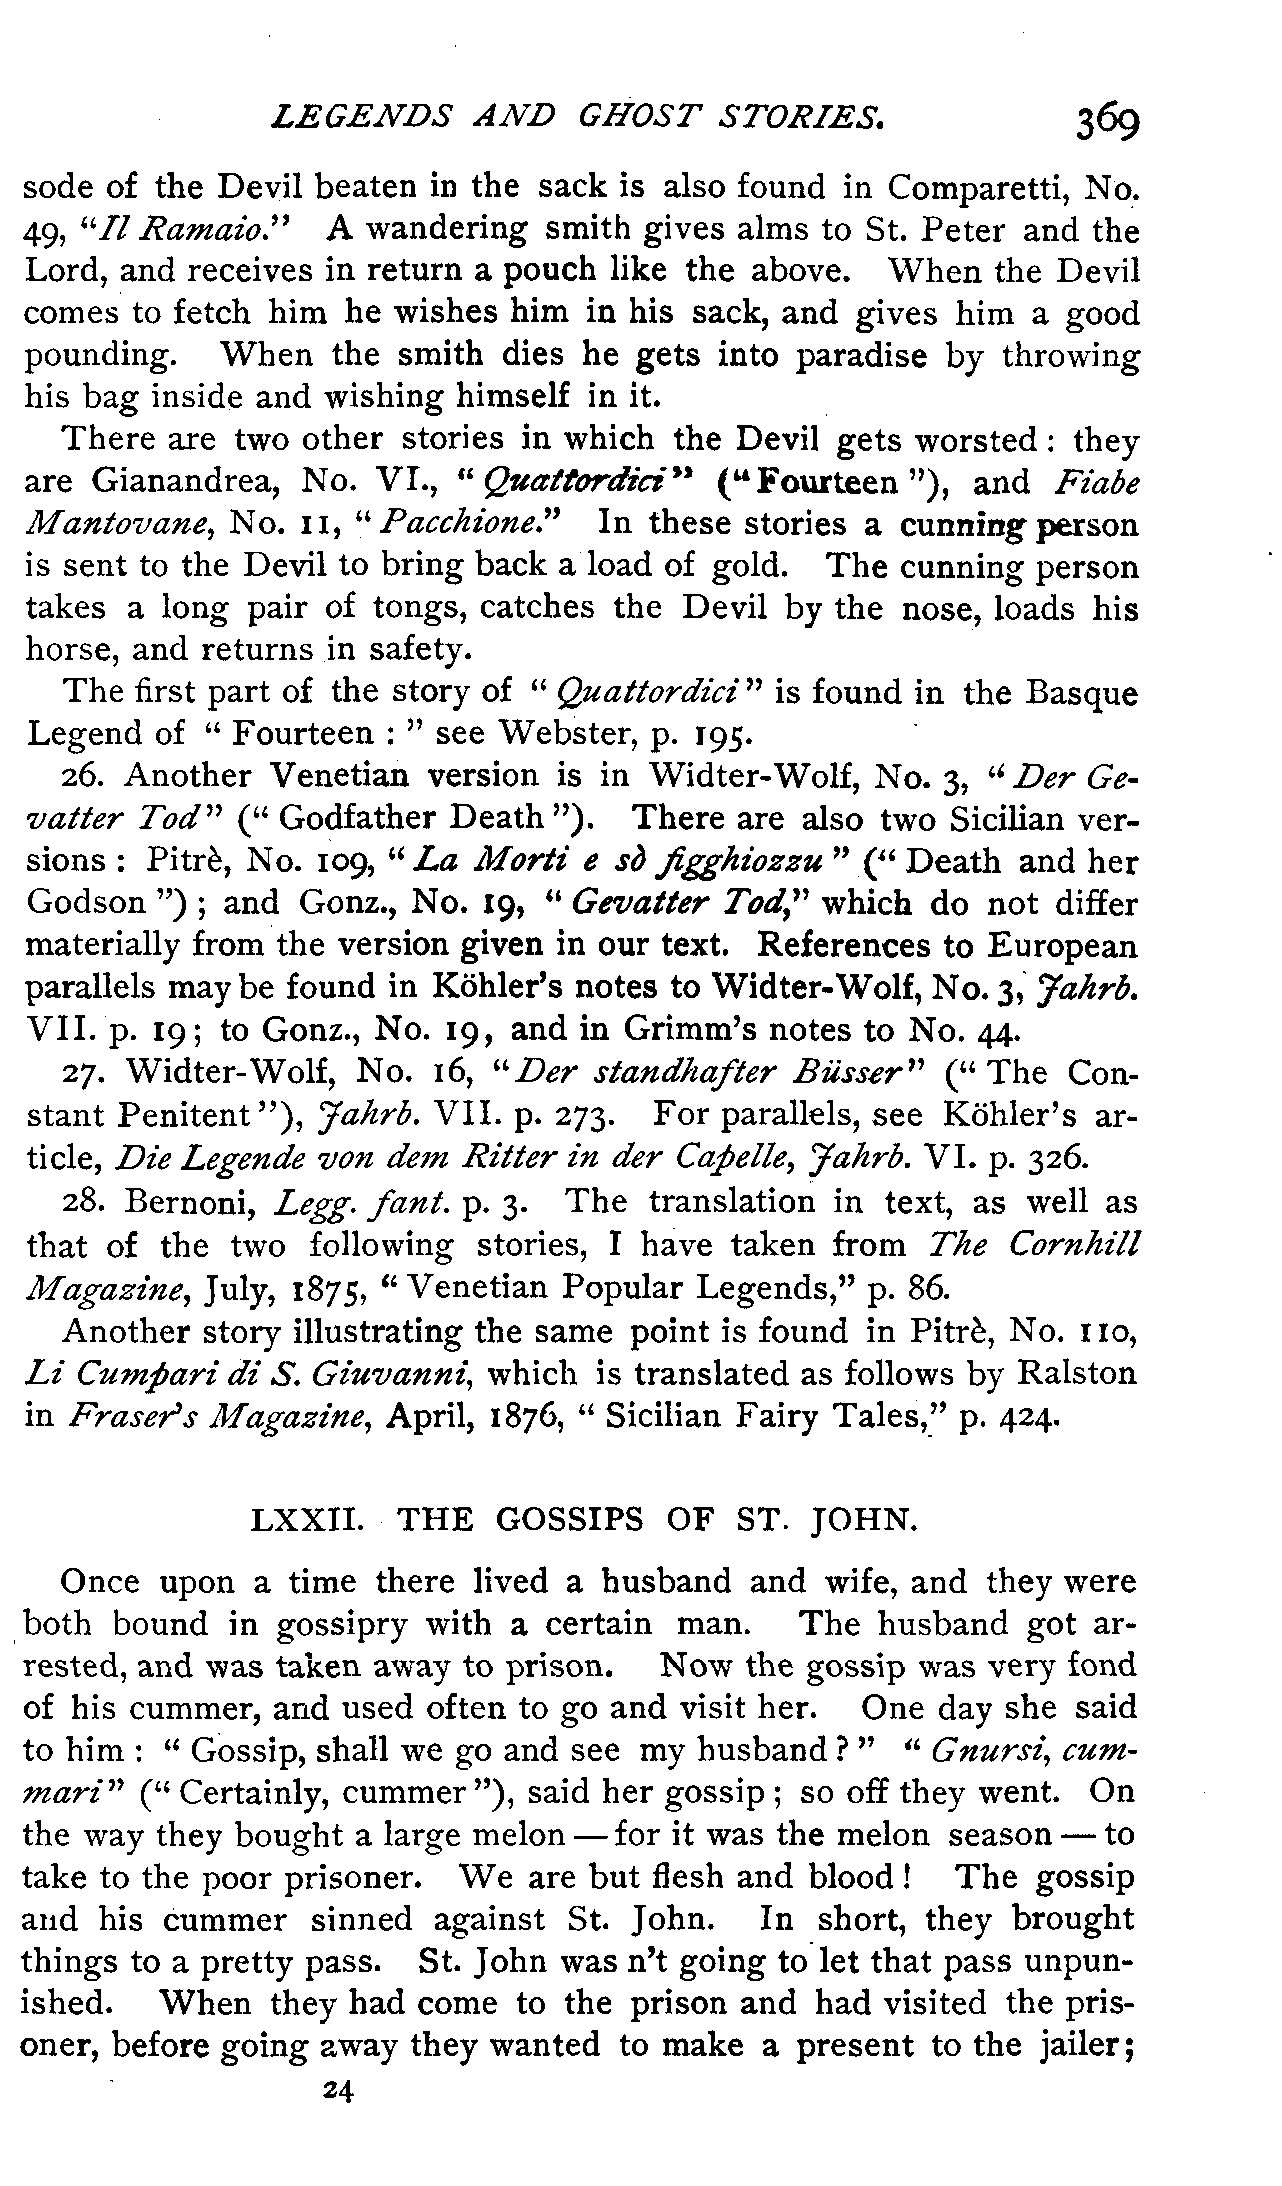 LEGENDS AND GHOST STORIES. 369
sode of the Devil beaten in the sack is also found in Comparetti, No.
49, "Il Ramaio." A wandering smith gives alms to St. Peter and the
Lord, and receives in return a pouch like the above. When the Devil
comes to fetch him he wishes him in his sack, and gives him a good
pounding. When the smith dies he gets into paradise by throwing
his bag inside and wishing himself in it.
There are two other stories in which the Devil gets worsted : they
are Gianandrea, No. VI., " Quattordici" ("Fourteen "), and Fiabe
Mantovane, No. 11, " Pacchione." In these stories a cunning person
is sent to the Devil to bring back a load of gold. The cunning person
takes a long pair of tongs, catches the Devil by the nose, loads his
horse, and returns in safety.
The first part of the story of " Quattordici" is found in the Basque
Legend of " Fourteen : " see Webster, p. 195.
26. Another Venetian version is in Widter-Wolf, No. 3, " Der Ge-
vatter Tod" (" Godfather Death "). There are also two Sicilian ver-
sions : Pitrè, No. 109, " La Morti e sò figghiozzu " (" Death and her
Godson ") ; and Gonz., No. 19, " Gevatter Tod," which do not differ
materially from the version given in our text. References to European
parallels may be found in Köhler's notes to Widter-Wolf, No. 3, Jahrb.
VII. p. 19; to Gonz., No. 19, and in Grimm's notes to No. 44.
27. Widter-Wolf, No. 16, "Der standhafter Büsser" (" The Con-
stant Penitent"), Jahrb. VII. p. 273. For parallels, see Köhler's ar-
ticle, Die Legende von dem Ritter in der Capelle, Jahrb. VI. p. 326.
28. Bernoni, Legg. fant. p. 3. The translation in text, as well as
that of the two following stories, I have taken from The Cornhill
Magazine, July, 1875, " Venetian Popular Legends," p. 86.
Another story illustrating the same point is found in Pitrè, No. 110,
Li Cumpari di S. Giuvanni, which is translated as follows by Ralston
in Fraser's Magazine, April, 1876, " Sicilian Fairy Tales," p. 424.
LXXII. THE GOSSIPS OF ST. JOHN.
Once upon a time there lived a husband and wife, and they were
both bound in gossipry with a certain man. The husband got ar-
rested, and was taken away to prison. Now the gossip was very fond
of his cummer, and used often to go and visit her. One day she said
to him : " Gossip, shall we go and see my husband ? " " Gnursi, cum-
mari" (" Certainly, cummer "), said her gossip ; so off they went. On
the way they bought a large melon — for it was the melon season — to
take to the poor prisoner. We are but flesh and blood ! The gossip
and his cummer sinned against St. John. In short, they brought
things to a pretty pass. St. John was n't going to let that pass unpun-
ished. When they had come to the prison and had visited the pris-
oner, before going away they wanted to make a present to the jailer;
24